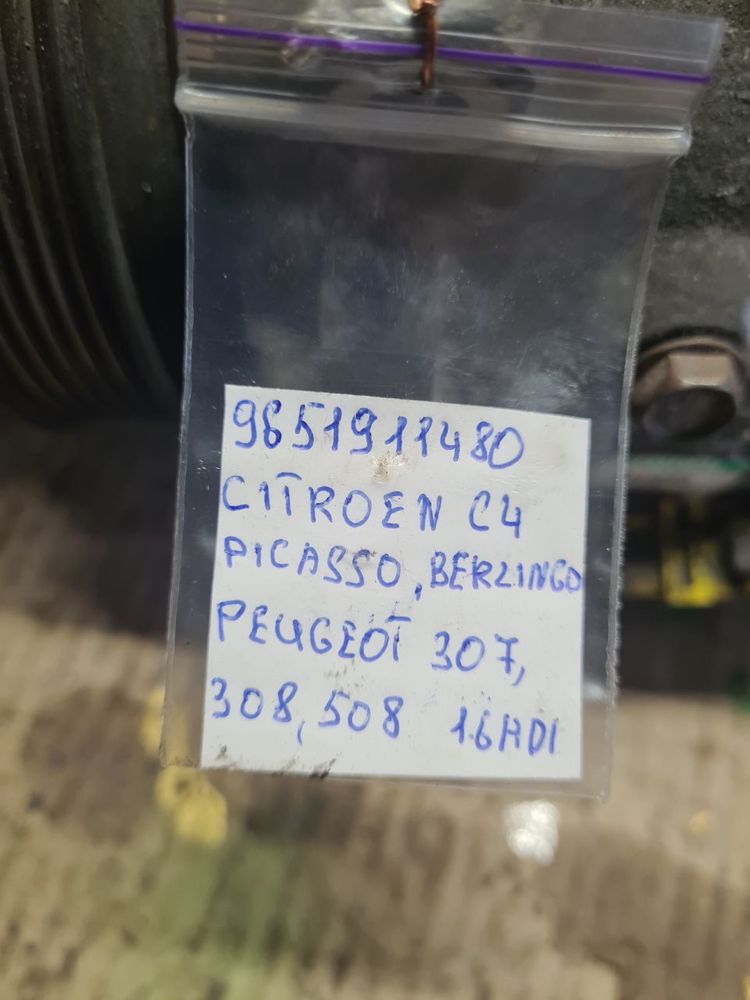 9651911480
CITROEN C4
PICASSO, BERLINGO
PEUGEOT 307,
308, 508 1.6HDI